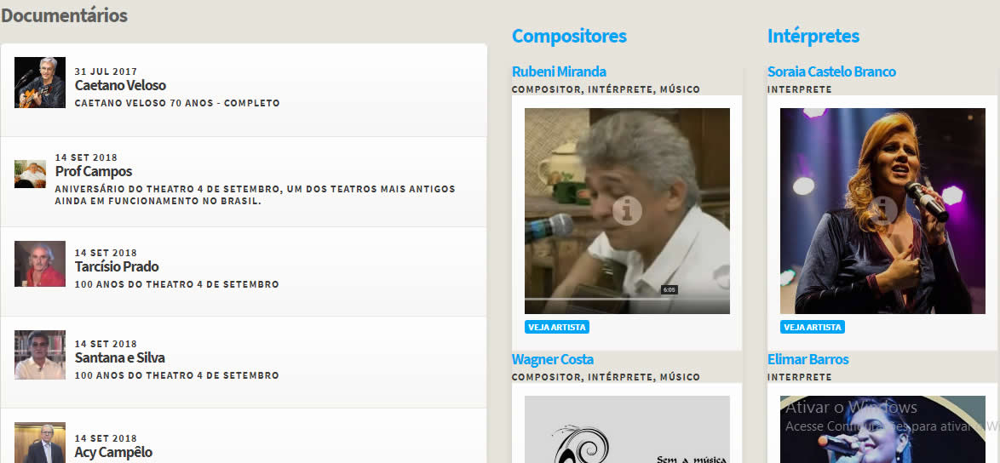 Documentários
31 JUL 2017
Caetano Veloso
CAETANO VELOSO 70 ANOS - COMPLETO
14 SET 2018
Prof Campos
ANIVERSÁRIO DO THEATRO 4 DE SETEMBRO, UM DOS TEATROS MAIS ANTIGOS
AINDA EM FUNCIONAMENTO NO BRASIL.
14 SET 2018
Tarcísio Prado
100 ANOS DO THEATRO 4 DE SETEMBRO
14 SET 2018
Santana e Silva
100 ANOS DO THEATRO 4 DE SETEMBRO
14 SET 2018
Acy Campêlo
Compositores
Rubeni Miranda
COMPOSITOR, INTÉRPRETE, MÚSICO
6:05
VEJA ARTISTA
Wagner Costa
COMPOSITOR, INTÉRPRETE, MÚSICO
Sem a música
Intérpretes
Soraia Castelo Branco
INTERPRETE
VEJA ARTISTA
Elimar Barros
INTERPRETE
Ativar o Windows
Acesse Configurações para ativar o Wi